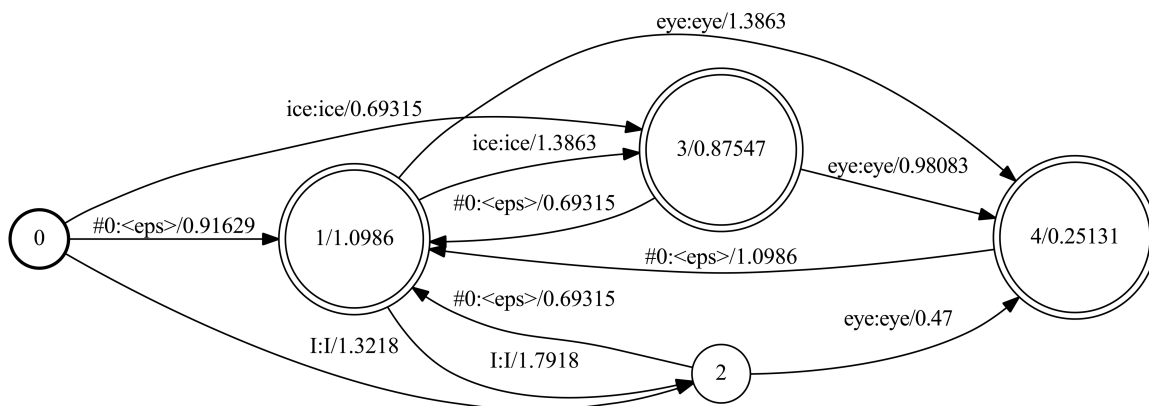 eye:eye/1.3863
ice:ice/0.69315
ice:ice/1.3863
3/0.87547
eye:eye/0.98083
#0:<eps>/0.69315
#0:<eps>/0.91629
0
1/1.0986
4/0.25131
#0:<eps>/1.0986
#0:<eps>/0.69315
eye:eye/0.47
I:I/1.3218
I:I/1.7918
2